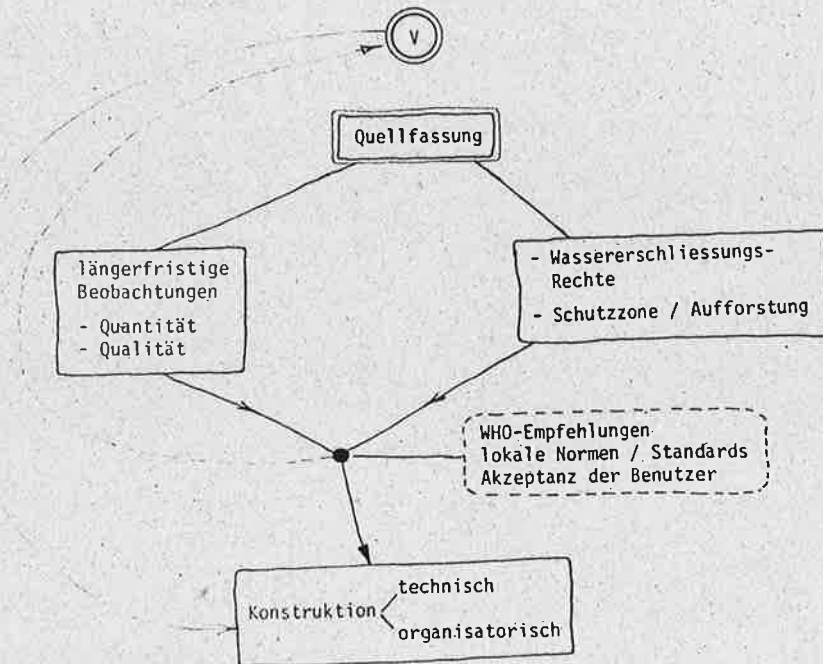 V
Quellfassung
längerfristige
Beobachtungen
- Quantität
- Qualität
- Wassererschliessungs-
Rechte
- Schutzzone / Aufforstung
WHO-Empfehlungen
lokale Normen / Standards
Akzeptanz der Benutzer
technisch
Konstruktion
organisatorisch